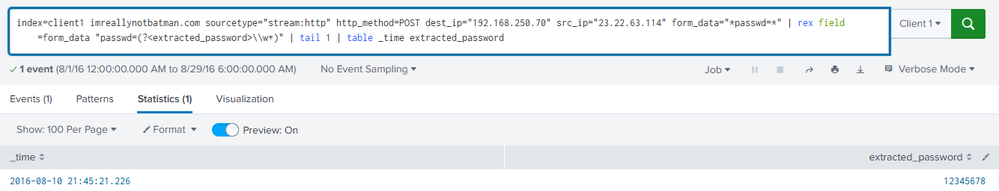 index=client1 imreallynotbatman.com sourcetype="stream:http" http_method=POST dest_ip="192.168.250.70" src_ip="23.22.63.114" form_data="*passwd=*" | rex field
=form_data "passwd=(?<extracted_password>\\w+)" | tail 1 | table _time extracted_password
Client 1
1 event (8/1/16 12:00:00.000 AM to 8/29/16 6:00:00.000 AM) No Event Sampling Job Verbose Mode
Events (1) Patterns Statistics (1) Visualization
Show: 100 Per Page Format Preview: On
_time extracted_password
2016-08-10 21:45:21.226 12345678